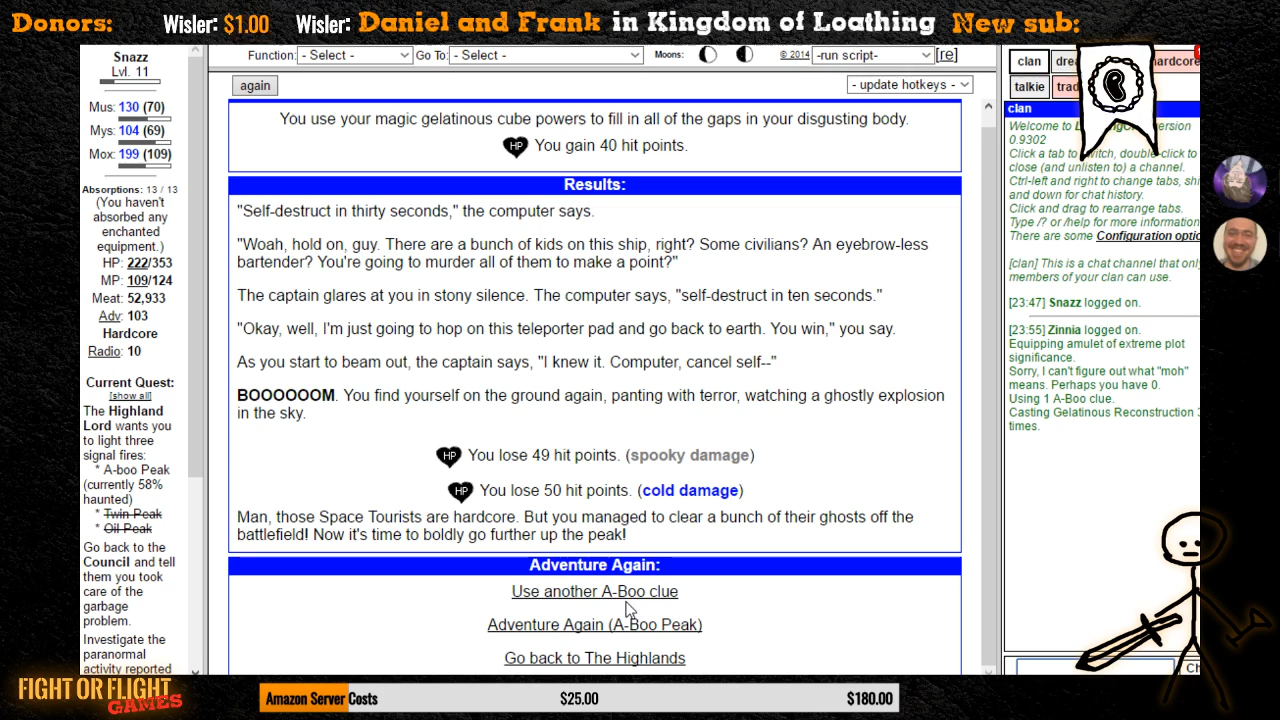 Donors: Wisler: $1.00 Wisler: Daniel and Frank in Kingdom of Loathing New sub:
Snazz
Lvl. 11
Mus: 130 (70)
Mys: 104 (69)
Mox: 199 (109)
Absorptions: 13 / 13
(You haven't
absorbed any
enchanted
equipment.)
HP: 222/353
MP: 109/124
Meat: 52,933
Adv: 103
Hardcore
Radio: 10
Current Quest:
[show all]
The Highland
Lord wants you
to light three
signal fires:
* A-boo Peak
(currently 58%
haunted)
* Twin Peak
* Oil Peak
Go back to the
Council and tell
them you took
care of the
garbage
problem.
Investigate the
paranormal
activity reported
Function: - Select - Go To: - Select - Moons: © 2014 -run script- [re]
again - update hotkeys -
You use your magic gelatinous cube powers to fill in all of the gaps in your disgusting body.
HP You gain 40 hit points.
Results:
"Self-destruct in thirty seconds," the computer says.
"Woah, hold on, guy. There are a bunch of kids on this ship, right? Some civilians? An eyebrow-less
bartender? You're going to murder all of them to make a point?"
The captain glares at you in stony silence. The computer says, "self-destruct in ten seconds."
"Okay, well, I'm just going to hop on this teleporter pad and go back to earth. You win," you say.
As you start to beam out, the captain says, "I knew it. Computer, cancel self--"
BOOOOOOM. You find yourself on the ground again, panting with terror, watching a ghostly explosion
in the sky.
HP You lose 49 hit points. (spooky damage)
HP You lose 50 hit points. (cold damage)
Man, those Space Tourists are hardcore. But you managed to clear a bunch of their ghosts off the
battlefield! Now it's time to boldly go further up the peak!
Adventure Again:
Use another A-Boo clue
Adventure Again (A-Boo Peak)
Go back to The Highlands
clan drea hardcore
talkie trad
clan
Welcome to L ersion
0.9302
Click a tab to switch, double-click to
close (and unlisten to) a channel.
Ctrl-left and right to change tabs, shi
and down for chat history.
Click and drag to rearrange tabs.
Type /? or /help for more information
There are some Configuration optio
[clan] This is a chat channel that only
members of your clan can use.
[23:47] Snazz logged on.
[23:55] Zinnia logged on.
Equipping amulet of extreme plot
significance.
Sorry, I can't figure out what "moh"
means. Perhaps you have 0.
Using 1 A-Boo clue.
Casting Gelatinous Reconstruction 3
times.
Ch
FIGHT OR FLIGHT
GAMES
Amazon Server Costs $25.00 $180.00